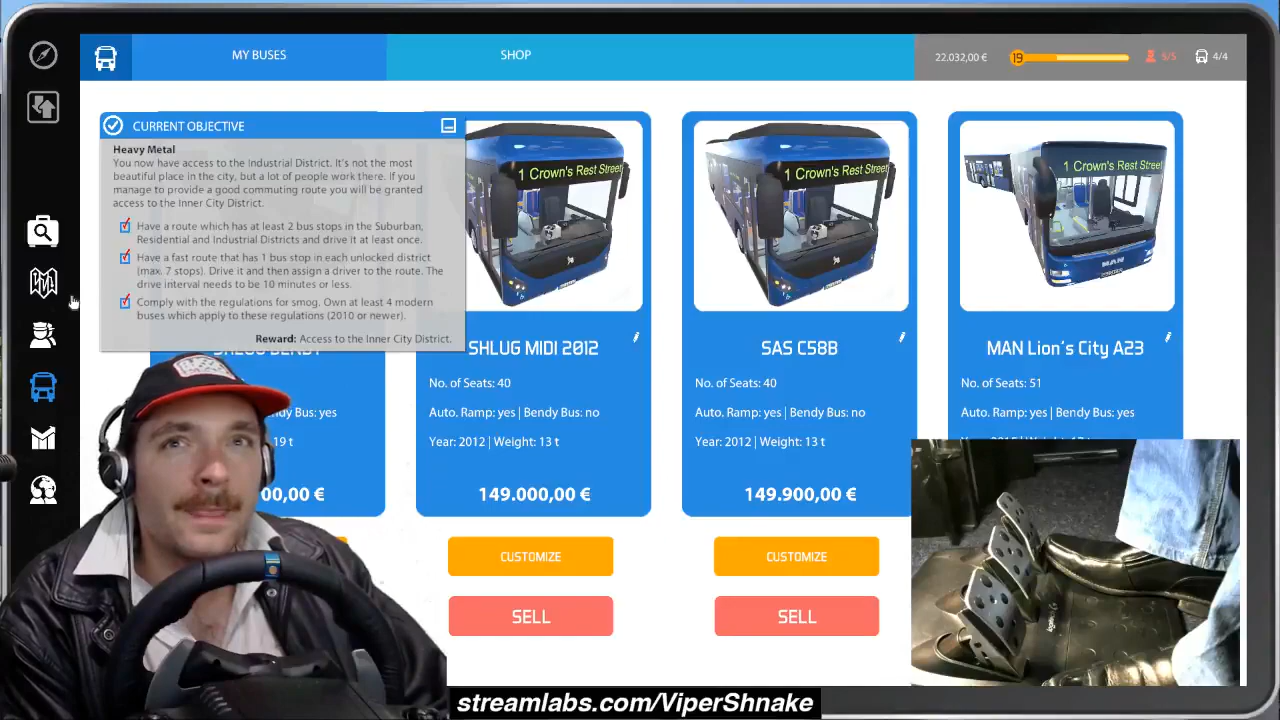 MY BUSES
SHOP
22.032,00 €
19
5/5
4/4
CURRENT OBJECTIVE
Heavy Metal
You now have access to the Industrial District. It's not the most
beautiful place in the city, but a lot of people work there. If you
manage to provide a good commuting route you will be granted
access to the Inner City District.
Have a route which has at least 2 bus stops in the Suburban,
Residential and Industrial Districts and drive it at least once.
Have a fast route that has 1 bus stop in each unlocked district
(max. 7 stops). Drive it and then assign a driver to the route. The
drive interval needs to be 10 minutes or less.
Comply with the regulations for smog. Own at least 4 modern
buses which apply to these regulations (2010 or newer).
Reward: Access to the Inner City District.
Bendy Bus: yes
19 t
00,00 €
1 Crown's Rest Street
SHLUG MIDI 2012
No. of Seats: 40
Auto. Ramp: yes | Bendy Bus: no
Year: 2012 | Weight: 13 t
149.000,00 €
CUSTOMIZE
SELL
1 Crown's Rest Street
SAS C58B
No. of Seats: 40
Auto. Ramp: yes | Bendy Bus: no
Year: 2012 | Weight: 13 t
149.900,00 €
CUSTOMIZE
SELL
1 Crown's Rest Street
MAN
MAN Lion's City A23
No. of Seats: 51
Auto. Ramp: yes | Bendy Bus: yes
streamlabs.com/ViperShnake